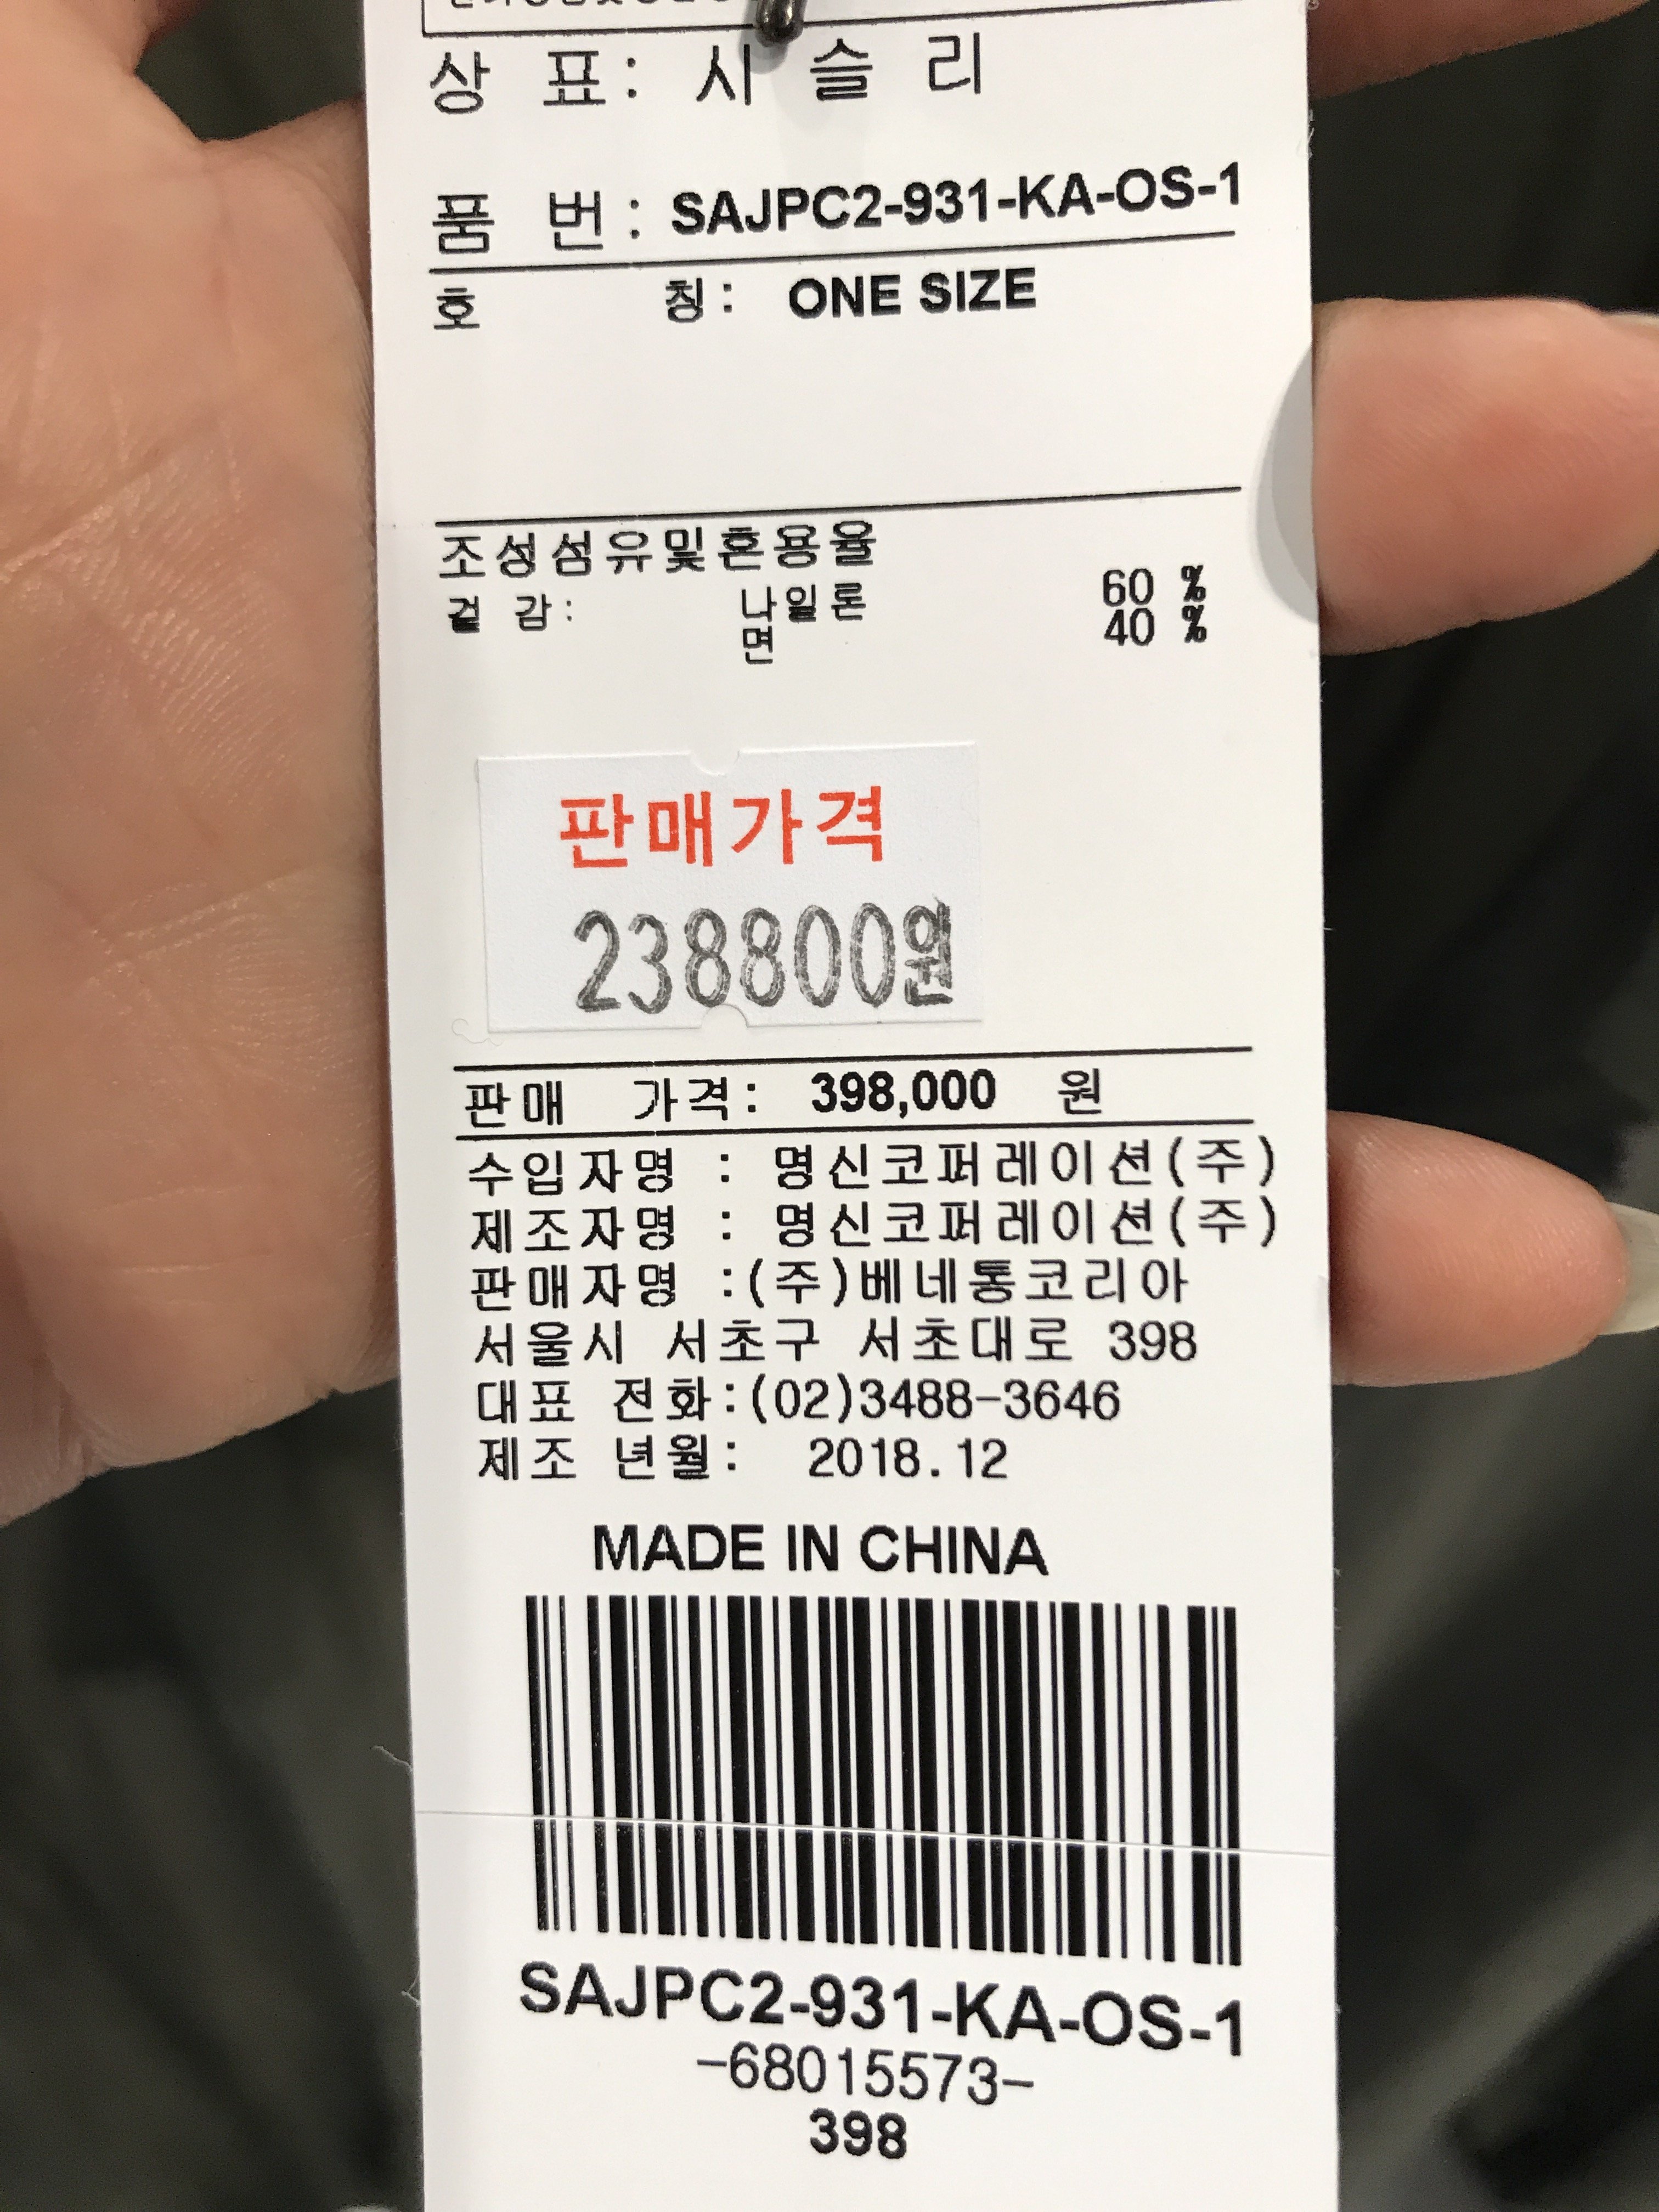 상 표: 시 슬 리
품 번: SAJPC2-931-KA-OS-1
호 칭: ONE SIZE
조성섬유및혼용율
겉 감: 나일론 60 %
면 40 %
판매가격
238800원
판매 가격: 398,000 원
수입자명 : 명신코퍼레이션(주)
제조자명 : 명신코퍼레이션(주)
판매자명 :(주)베네통코리아
서울시 서초구 서초대로 398
대표 전화:(02)3488-3646
제조 년월: 2018.12
MADE IN CHINA
SAJPC2-931-KA-OS-1
-68015573-
398